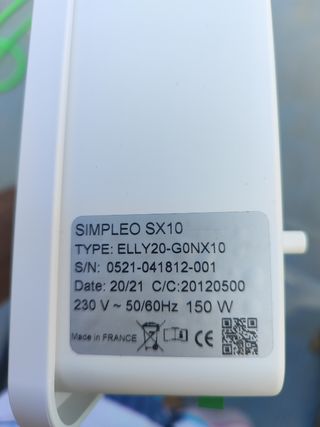 SIMPLEO SX10
TYPE: ELLY20-G0NX10
S/N: 0521-041812-001
Date: 20/21 C/C:20120500
230 V ~ 50/60Hz 150 W
Made in FRANCE CE